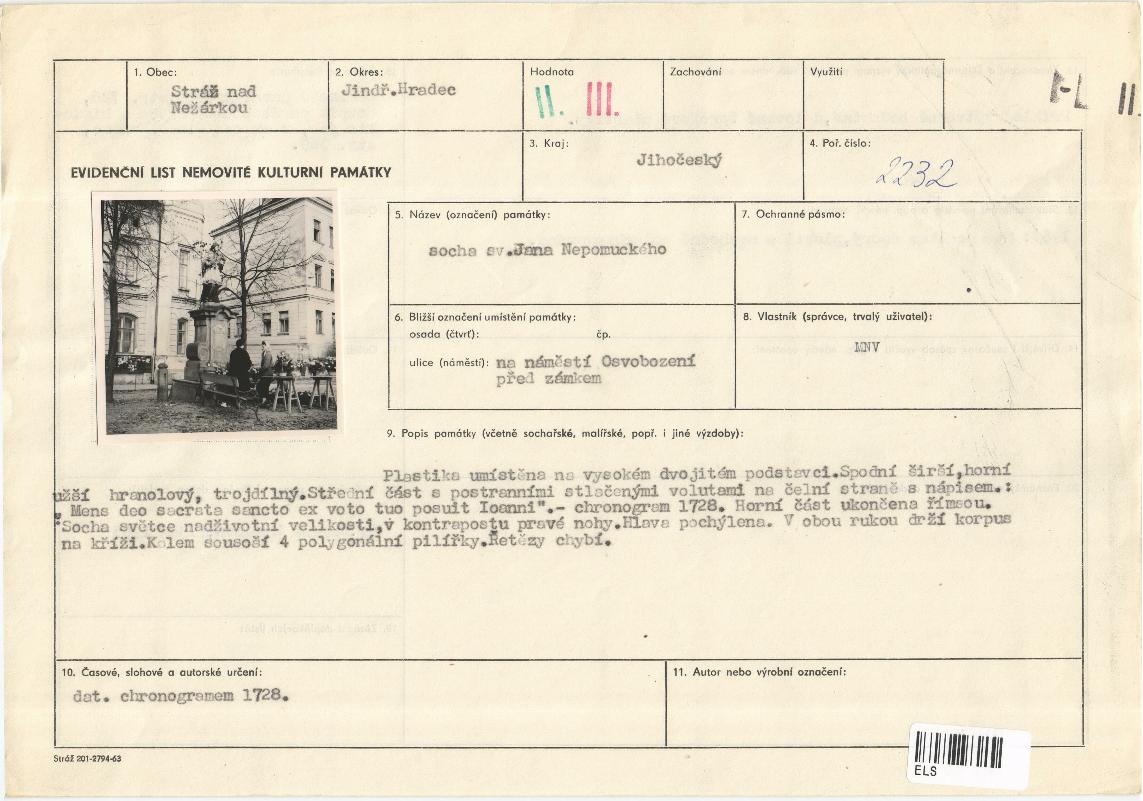 1. Obec:
Stráž nad
Nežárkou
2. Okres:
Jindř.Hradec
Hodnota
II. III.
Zachování
Využití
3. Kraj:
Jihočeský
4. Poř. číslo:
2232
EVIDENČNÍ LIST NEMOVITÉ KULTURNÍ PAMÁTKY
5. Název (označení) památky:
socha sv.Jana Nepomuckého
7. Ochranné pásmo:
6. Bližší označení umístění památky:
osada (čtvrť): čp.
ulice (náměstí): na náměstí Osvobození
před zámkem
8. Vlastník (správce, trvalý uživatel):
MNV
9. Popis památky (včetně sochařské, malířské, popř. i jiné výzdoby):
Plastika umístěna na vysokém dvojitém podstavci.Spodní širší,horní
užší hranolový, trojdílný.Střední část s postranními stlačenými volutami na čelní straně s nápisem.:
„ Mens deo sacrata sancto ex voto tuo posuit Ioanni".- chronogram 1728. Horní část ukončena římsou.
Socha světce nadživotní velikosti,v kontrapostu pravé nohy.Hlava pochýlena. V obou rukou drží korpus
na kříži.Kolem sousoší 4 polygonální pilířky.Řetězy chybí.
10. Časové, slohové a autorské určení:
dat. chronogramem 1728.
11. Autor nebo výrobní označení:
Stráž 201-2794-63
ELS